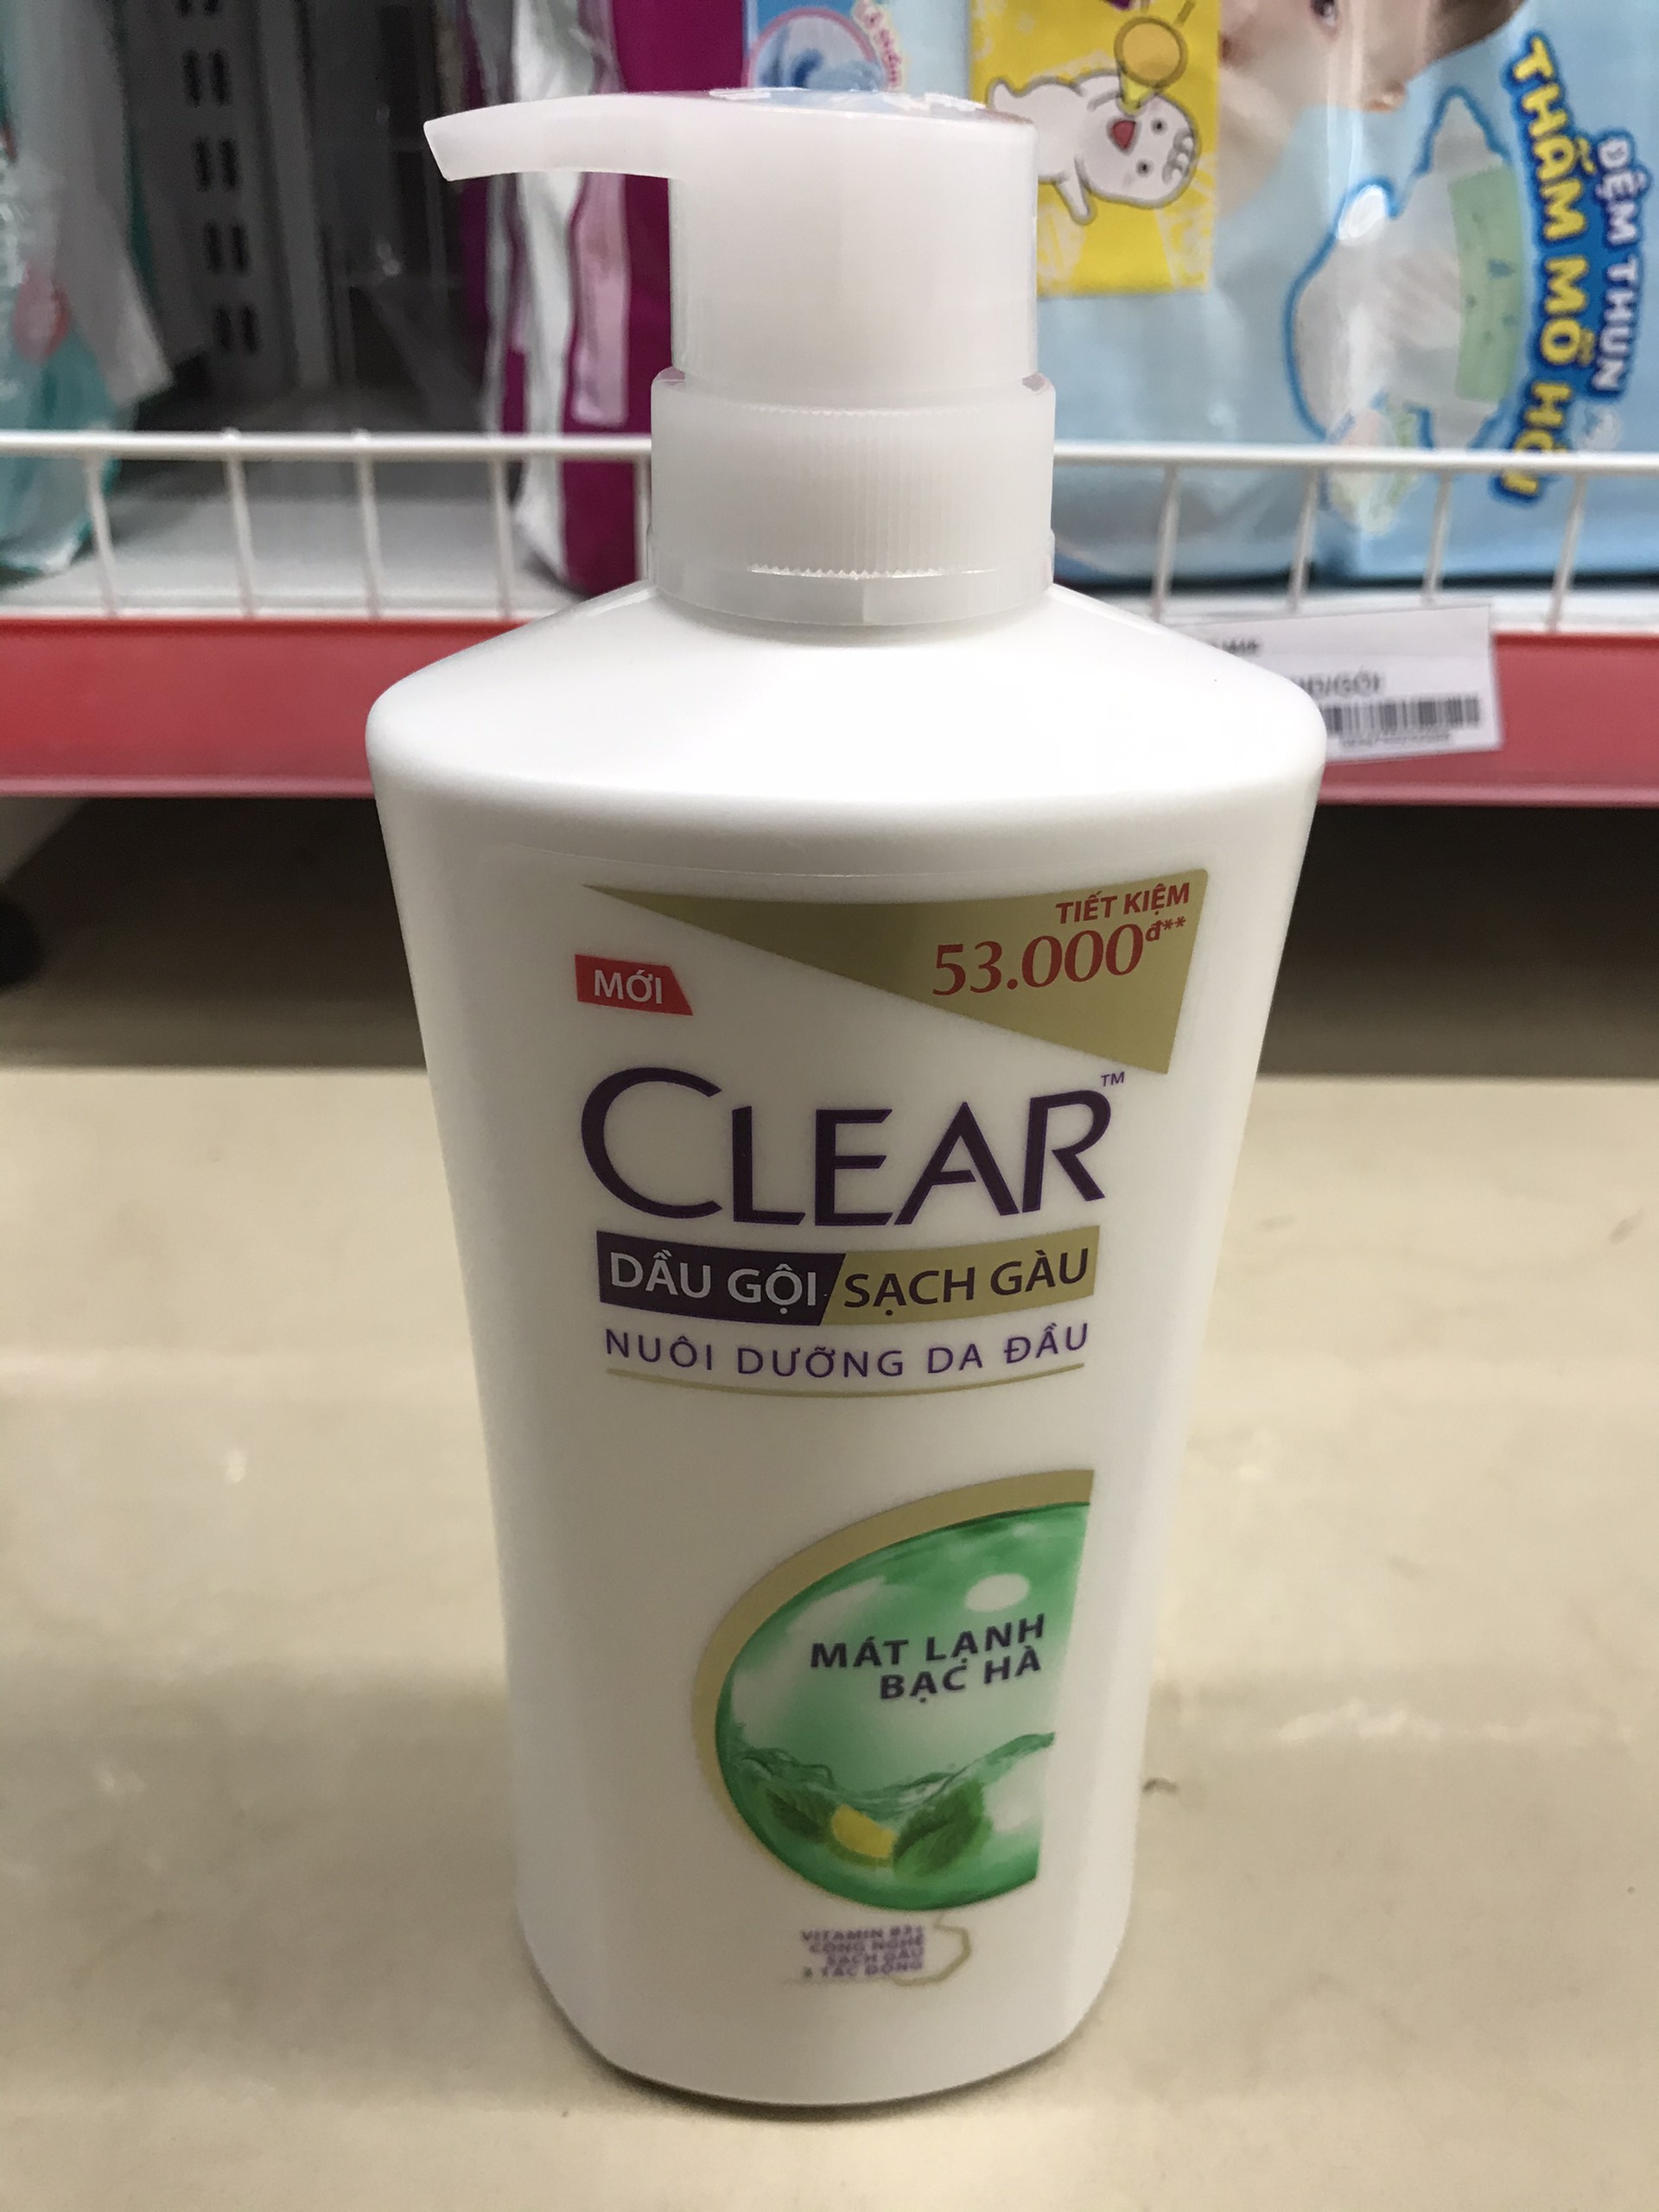 TIẾT KIỆM
53.000đ**
MỚI
CLEAR™
DẦU GỘI SẠCH GÀU
NUÔI DƯỠNG DA ĐẦU
MÁT LẠNH
BẠC HÀ
VITAMIN B3+
CÔNG NGHỆ
SẠCH GÀU
3 TÁC ĐỘNG
ĐỆM THUN
THẤM MỒ HÔI